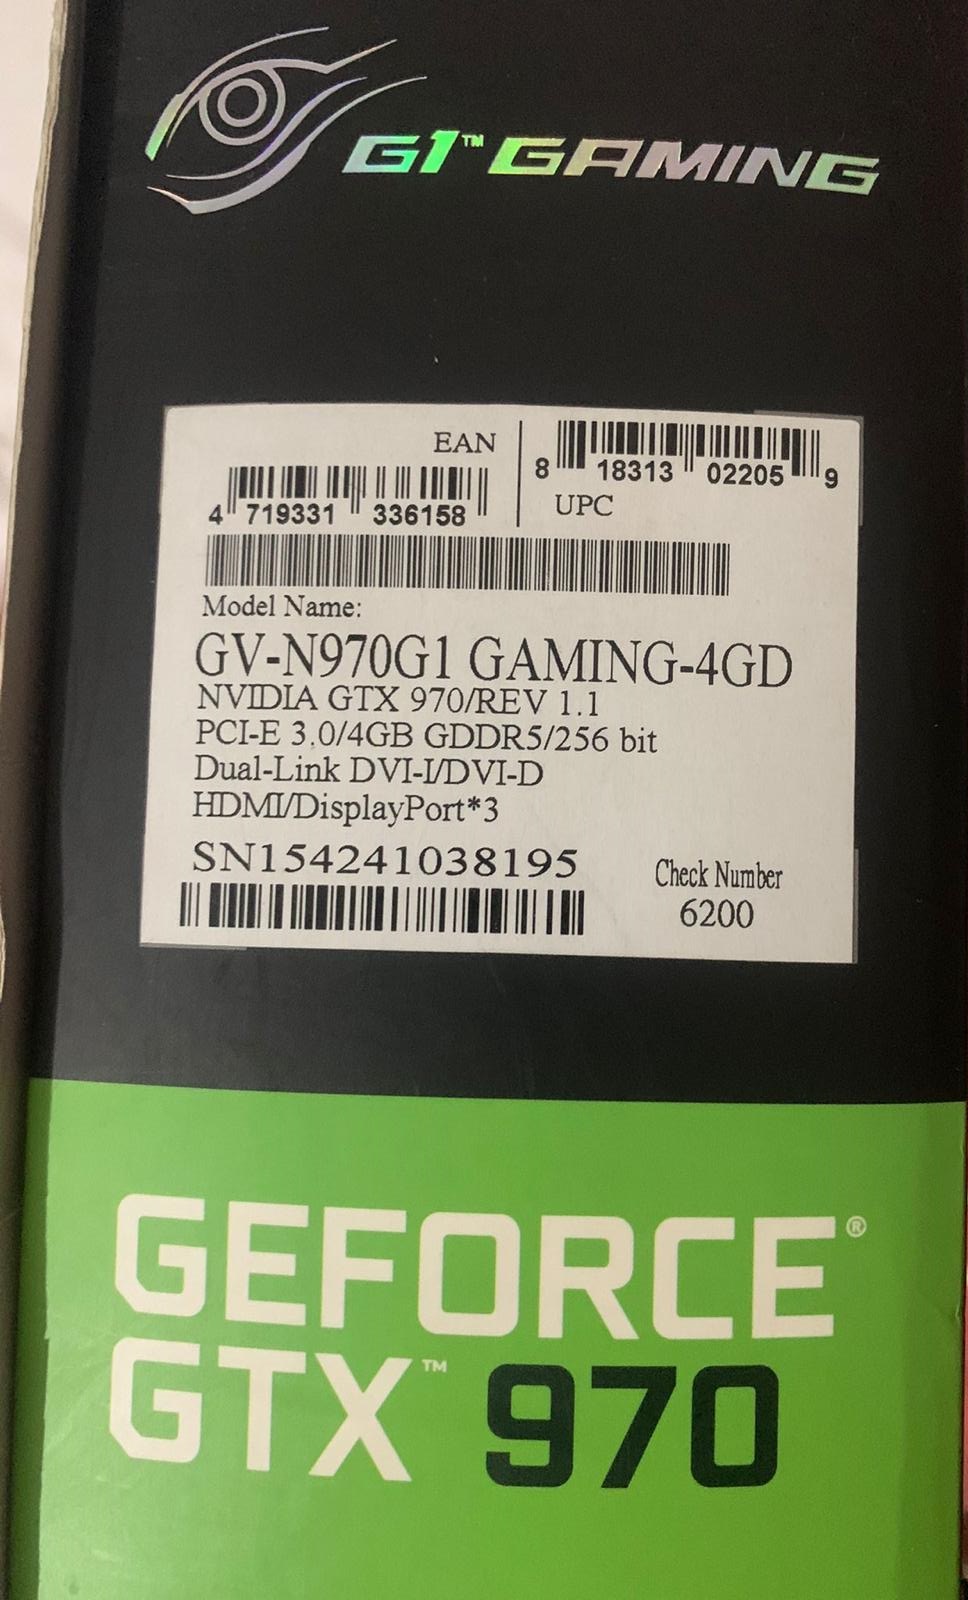 G1™ GAMING
EAN
4 719331 336158
8 18313 02205 9
UPC
Model Name:
GV-N970G1 GAMING-4GD
NVIDIA GTX 970/REV 1.1
PCI-E 3.0/4GB GDDR5/256 bit
Dual-Link DVI-I/DVI-D
HDMI/DisplayPort*3
SN154241038195
Check Number
6200
GEFORCE®
GTX™ 970